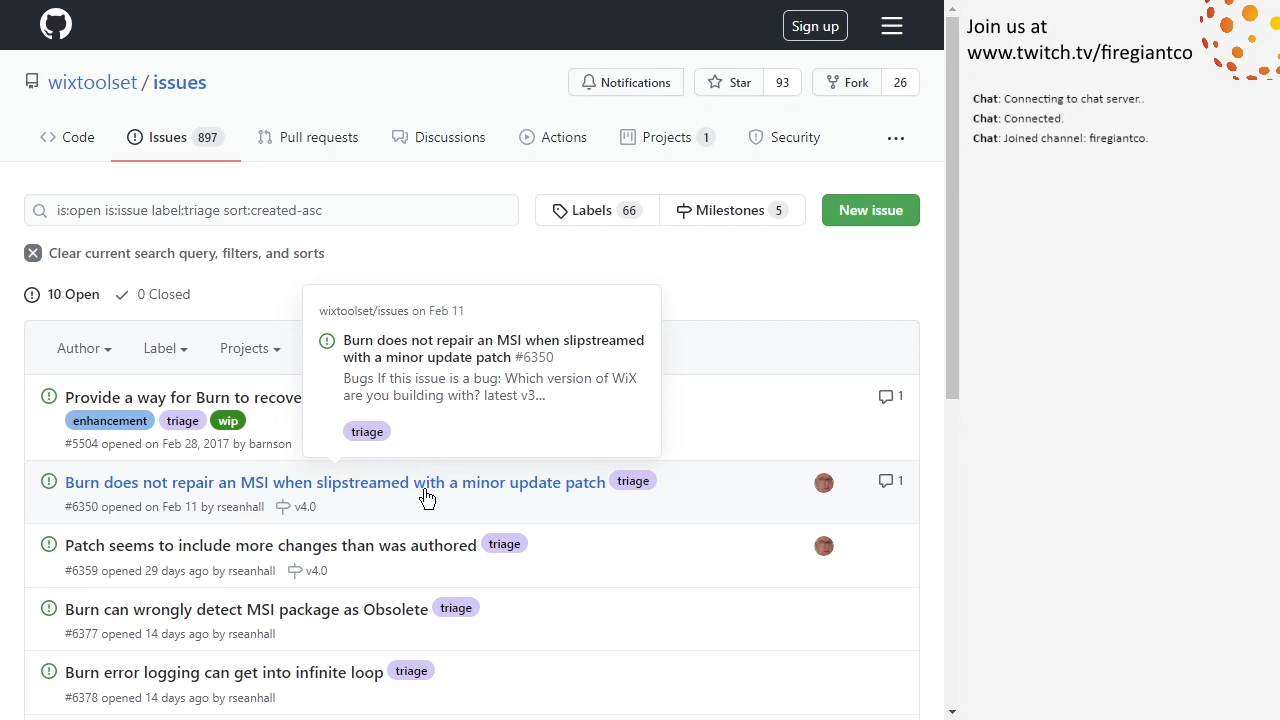 Sign up
Join us at
www.twitch.tv/firegiantco
wixtoolset / issues
Notifications
Star 93
Fork 26
Chat: Connecting to chat server..
Chat: Connected.
Chat: Joined channel: firegiantco.
Code
Issues 897
Pull requests
Discussions
Actions
Projects 1
Security
is:open is:issue label:triage sort:created-asc
Labels 66
Milestones 5
New issue
Clear current search query, filters, and sorts
10 Open
0 Closed
wixtoolset/issues on Feb 11
Burn does not repair an MSI when slipstreamed
with a minor update patch #6350
Bugs If this issue is a bug: Which version of WiX
are you building with? latest v3...
triage
Author
Label
Projects
Provide a way for Burn to recove
1
enhancement triage wip
#5504 opened on Feb 28, 2017 by barnson
Burn does not repair an MSI when slipstreamed with a minor update patch triage
1
#6350 opened on Feb 11 by rseanhall v4.0
Patch seems to include more changes than was authored triage
#6359 opened 29 days ago by rseanhall v4.0
Burn can wrongly detect MSI package as Obsolete triage
#6377 opened 14 days ago by rseanhall
Burn error logging can get into infinite loop triage
#6378 opened 14 days ago by rseanhall